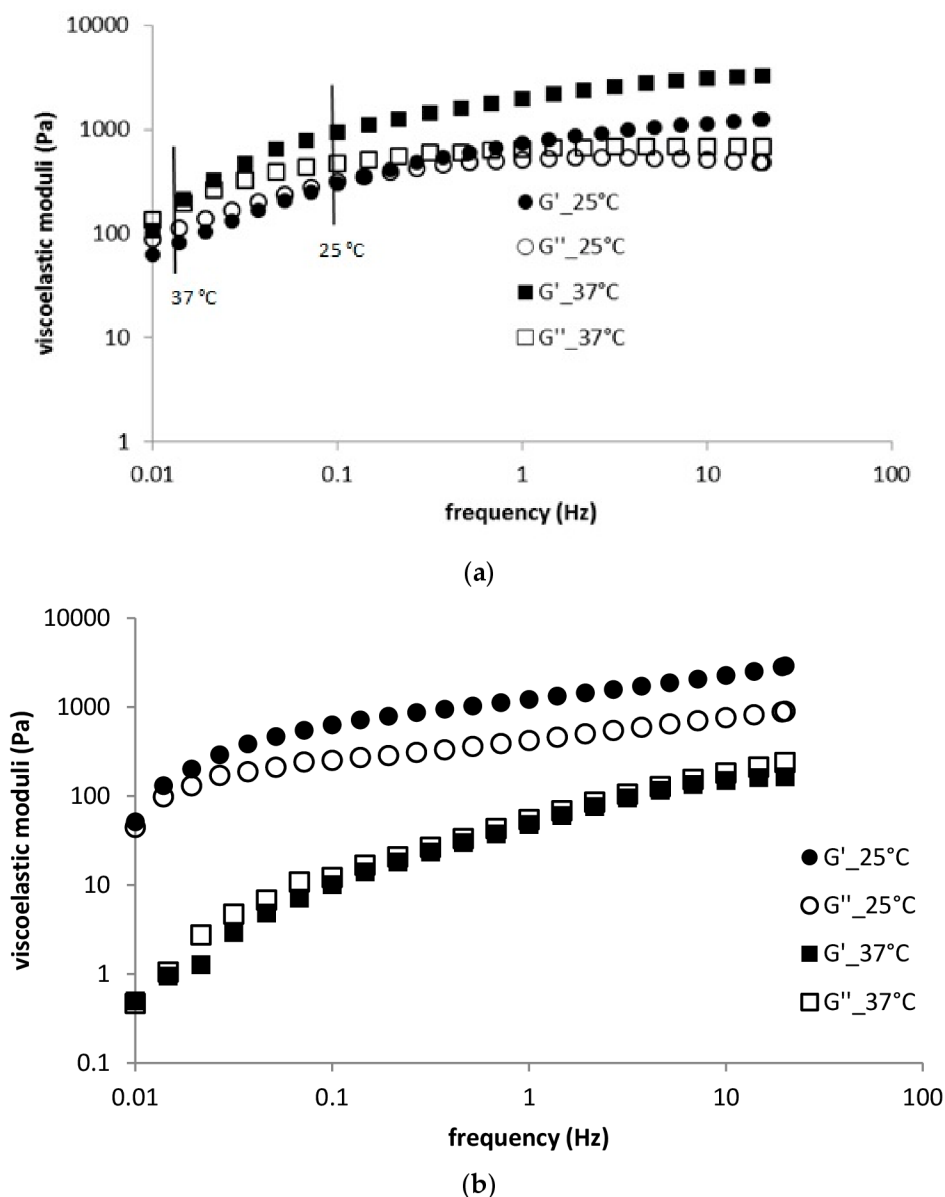 10000
1000
100
10
1
viscoelastic moduli (Pa)
37 °C
25 °C
G'_25°C
G''_25°C
G'_37°C
G''_37°C
0.01 0.1 1 10 100
frequency (Hz)
(a)
10000
1000
100
10
1
0.1
viscoelastic moduli (Pa)
G'_25°C
G''_25°C
G'_37°C
G''_37°C
0.01 0.1 1 10 100
frequency (Hz)
(b)